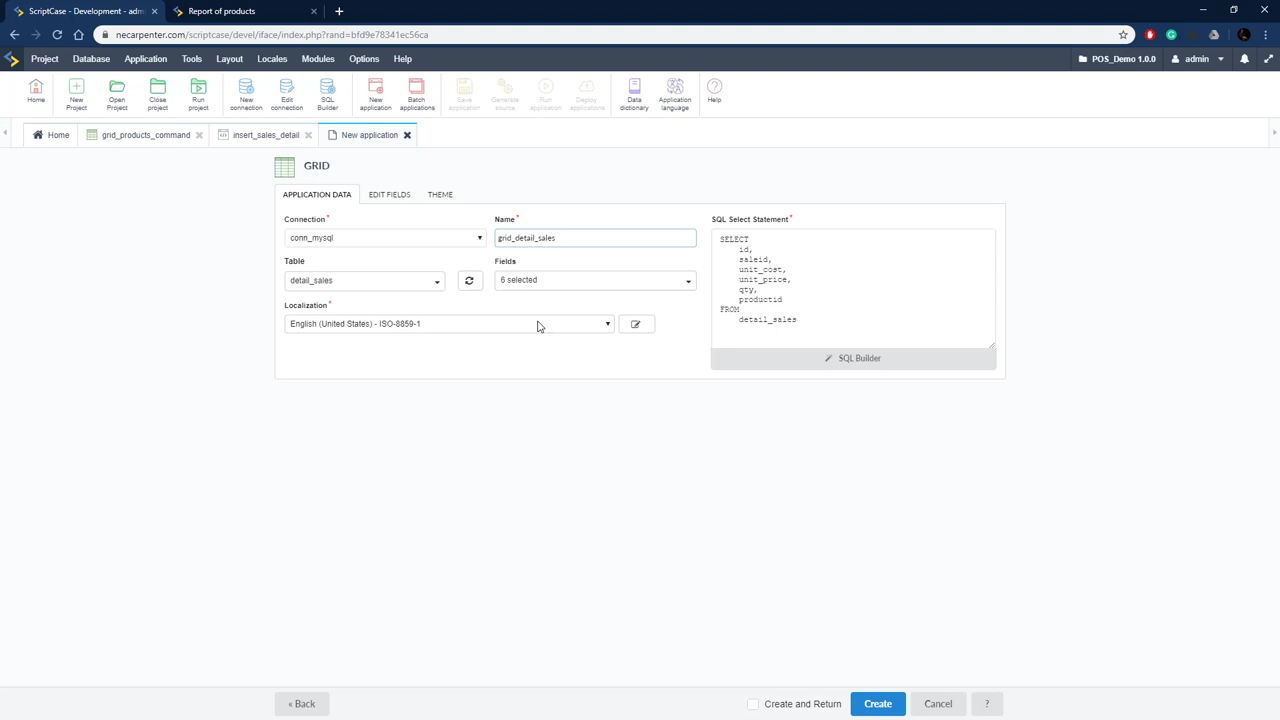 ScriptCase - Development - admi
Report of products
necarpenter.com/scriptcase/devel/iface/index.php?rand=bfd9e78341ec56ca
Project Database Application Tools Layout Locales Modules Options Help
POS_Demo 1.0.0 admin
Home
New Project
Open Project
Close project
Run project
New connection
Edit connection
SQL Builder
New application
Batch applications
Save application
Generate source
Run application
Deploy applications
Data dictionary
Application language
Help
Home grid_products_command insert_sales_detail New application
GRID
APPLICATION DATA EDIT FIELDS THEME
Connection*
conn_mysql
Name*
grid_detail_sales
Table
detail_sales
Fields
6 selected
Localization*
English (United States) - ISO-8859-1
SQL Select Statement*
SELECT
id,
saleid,
unit_cost,
unit_price,
qty,
productid
FROM
detail_sales
SQL Builder
« Back
Create and Return
Create
Cancel
?